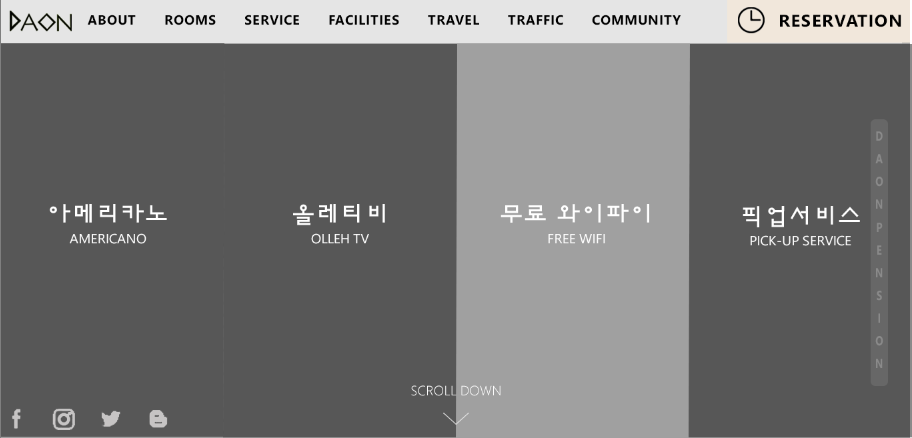 DAON
ABOUT ROOMS SERVICE FACILITIES TRAVEL TRAFFIC COMMUNITY
RESERVATION
아메리카노
AMERICANO
올레티비
OLLEH TV
무료 와이파이
FREE WIFI
픽업서비스
PICK-UP SERVICE
DAONPENSION
SCROLL DOWN